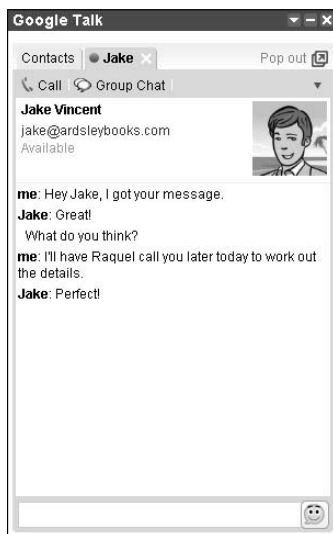 Google Talk
Contacts Jake Pop out
Call Group Chat
Jake Vincent
jake@ardsleybooks.com
Available
me: Hey Jake, I got your message.
Jake: Great!
What do you think?
me: I'll have Raquel call you later today to work out
the details.
Jake: Perfect!